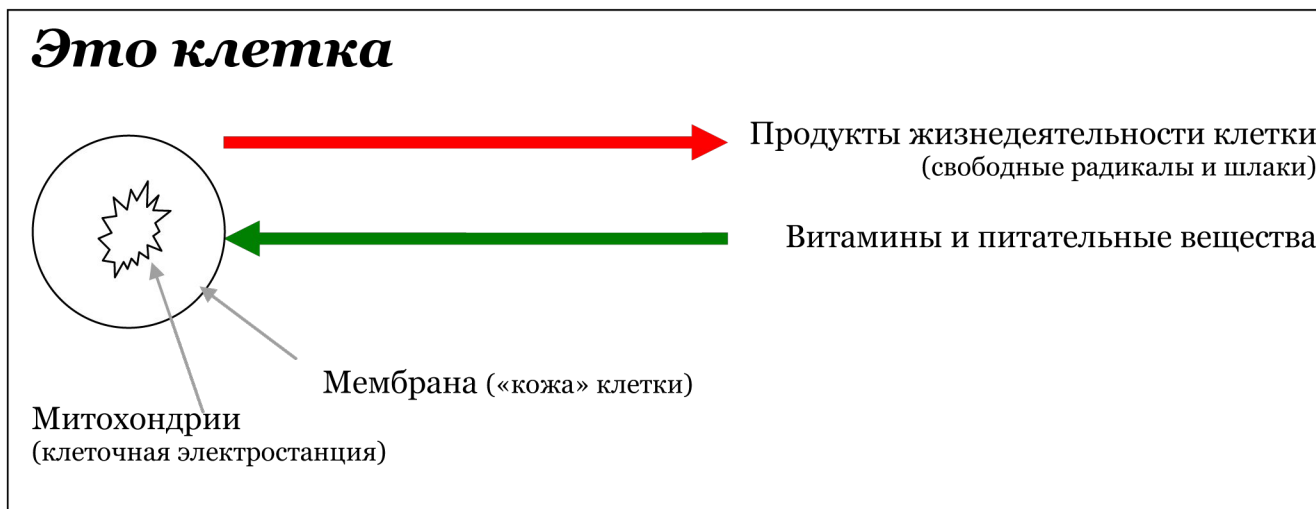 Это клетка
Продукты жизнедеятельности клетки
(свободные радикалы и шлаки)
Витамины и питательные вещества
Мембрана («кожа» клетки)
Митохондрии
(клеточная электростанция)